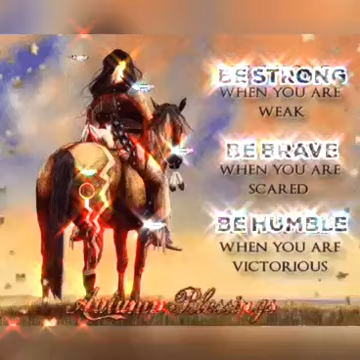 BE STRONG
WHEN YOU ARE
WEAK
BE BRAVE
WHEN YOU ARE
SCARED
BE HUMBLE
WHEN YOU ARE
VICTORIOUS
Autumn Blessings